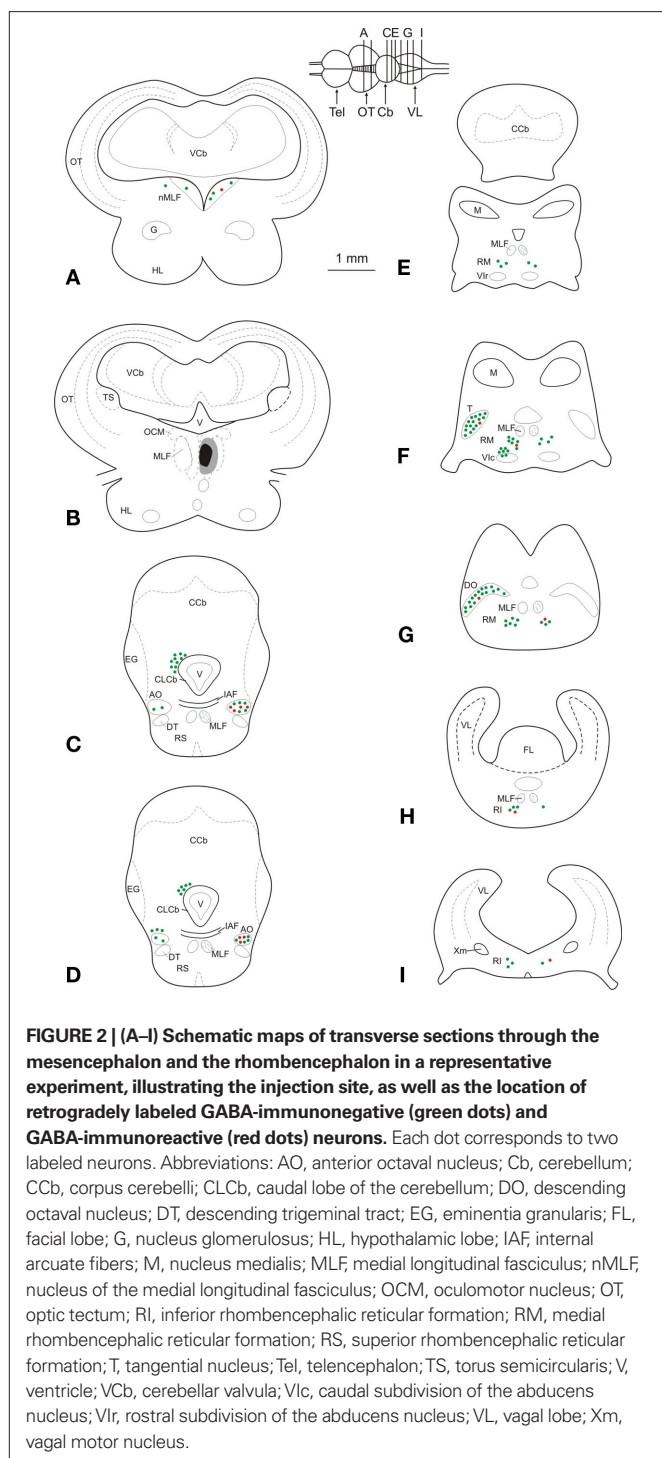 A CE G I
Tel OT Cb VL
OT
VCb
nMLF
G
HL
A
1 mm
CCb
M
MLF
RM
VIr
E
VCb
OT
TS
V
OCM
MLF
HL
B
M
T
MLF
RM
VIc
F
CCb
EG
V
CLCb
IAF
AO
DT
MLF
RS
C
DO
MLF
RM
G
CCb
EG
V
CLCb
IAF
AO
DT
MLF
RS
D
VL
FL
MLF
RI
H
VL
Xm
RI
I
FIGURE 2 | (A–I) Schematic maps of transverse sections through the
mesencephalon and the rhombencephalon in a representative
experiment, illustrating the injection site, as well as the location of
retrogradely labeled GABA-immunonegative (green dots) and
GABA-immunoreactive (red dots) neurons. Each dot corresponds to two
labeled neurons. Abbreviations: AO, anterior octaval nucleus; Cb, cerebellum;
CCb, corpus cerebelli; CLCb, caudal lobe of the cerebellum; DO, descending
octaval nucleus; DT, descending trigeminal tract; EG, eminentia granularis; FL,
facial lobe; G, nucleus glomerulosus; HL, hypothalamic lobe; IAF, internal
arcuate fibers; M, nucleus medialis; MLF, medial longitudinal fasciculus; nMLF,
nucleus of the medial longitudinal fasciculus; OCM, oculomotor nucleus; OT,
optic tectum; RI, inferior rhombencephalic reticular formation; RM, medial
rhombencephalic reticular formation; RS, superior rhombencephalic reticular
formation; T, tangential nucleus; Tel, telencephalon; TS, torus semicircularis; V,
ventricle; VCb, cerebellar valvula; VIc, caudal subdivision of the abducens
nucleus; VIr, rostral subdivision of the abducens nucleus; VL, vagal lobe; Xm,
vagal motor nucleus.